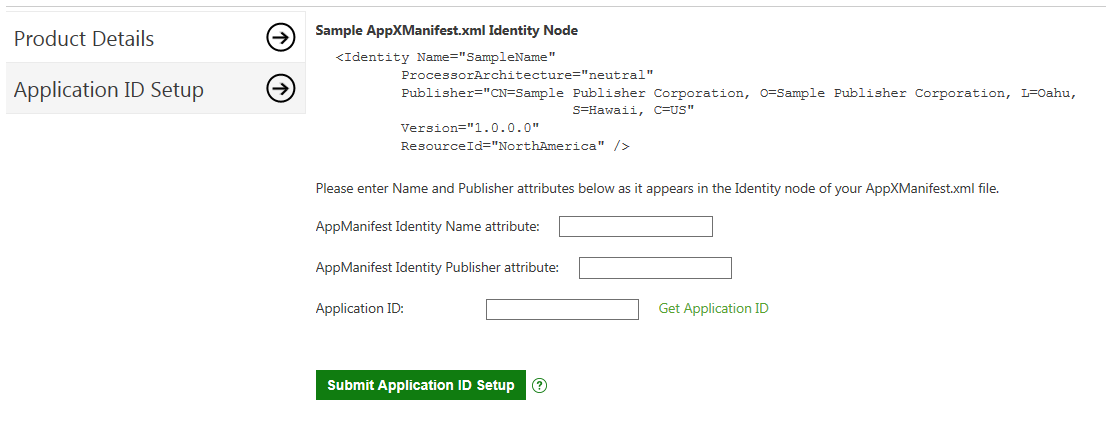 Product Details
Application ID Setup
Sample AppXManifest.xml Identity Node
<Identity Name="SampleName"
ProcessorArchitecture="neutral"
Publisher="CN=Sample Publisher Corporation, O=Sample Publisher Corporation, L=Oahu,
S=Hawaii, C=US"
Version="1.0.0.0"
ResourceId="NorthAmerica" />
Please enter Name and Publisher attributes below as it appears in the Identity node of your AppXManifest.xml file.
AppManifest Identity Name attribute:
AppManifest Identity Publisher attribute:
Application ID: Get Application ID
Submit Application ID Setup ?